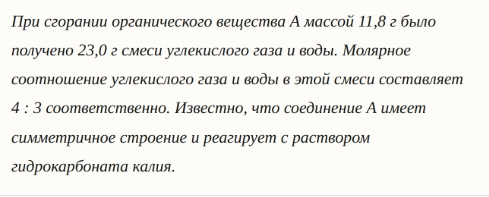 При сгорании органического вещества А массой 11,8 г было
получено 23,0 г смеси углекислого газа и воды. Молярное
соотношение углекислого газа и воды в этой смеси составляет
4 : 3 соответственно. Известно, что соединение А имеет
симметричное строение и реагирует с раствором
гидрокарбоната калия.